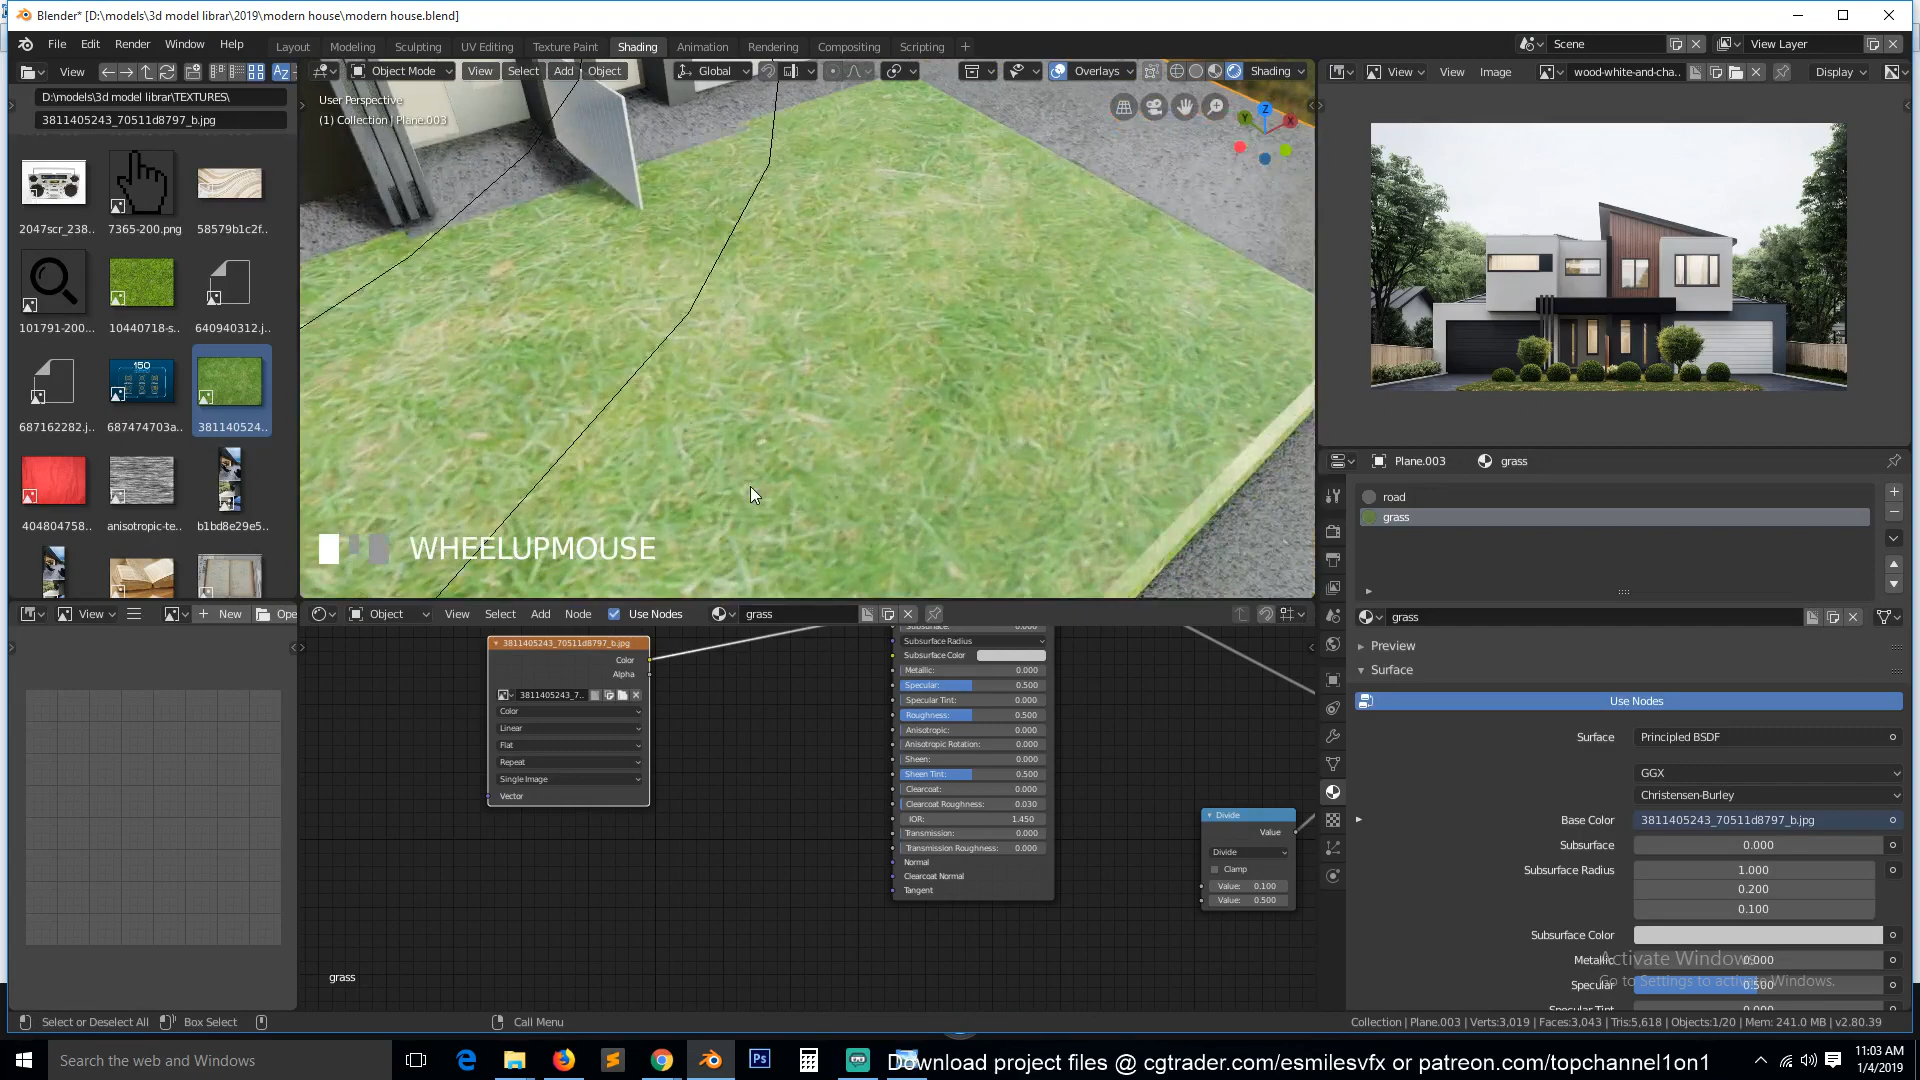 Blender* [D:\models\3d model librar\2019\modern house\modern house.blend]
File Edit Render Window Help
Layout Modeling Sculpting UV Editing Texture Paint Shading Animation Rendering Compositing Scripting +
Scene
View Layer
View
Object Mode View Select Add Object
Global
Overlays
Shading
View View Image
wood-white-and-cha..
Display
D:\models\3d model librar\TEXTURES\
3811405243_70511d8797_b.jpg
User Perspective
(1) Collection | Plane.003
2047scr_238.. 7365-200.png 58579b1c2f..
101791-200... 10440718-s.. 640940312.j..
150
687162282.j.. 687474703a.. 381140524..
404804758.. anisotropic-te.. b1bd8e29e5..
WHEELUPMOUSE
Z
Y
X
Plane.003 grass
road
grass
grass
Preview
Surface
Use Nodes
Surface Principled BSDF
GGX
Christensen-Burley
Base Color 3811405243_70511d8797_b.jpg
Subsurface 0.000
Subsurface Radius 1.000
0.200
0.100
Subsurface Color
Metallic 0.000
Specular 0.500
Specular Tint 0.000
Activate Windows
Go to Settings to activate Windows.
View
New
Ope
Object View Select Add Node Use Nodes grass
3811405243_70511d8797_b.jpg
Color
Alpha
3811405243_7..
Color
Linear
Flat
Repeat
Single Image
Vector
Subsurface: 0.000
Subsurface Radius
Subsurface Color
Metallic: 0.000
Specular: 0.500
Specular Tint: 0.000
Roughness: 0.500
Anisotropic: 0.000
Anisotropic Rotation: 0.000
Sheen: 0.000
Sheen Tint: 0.500
Clearcoat: 0.000
Clearcoat Roughness: 0.030
IOR: 1.450
Transmission: 0.000
Transmission Roughness: 0.000
Normal
Clearcoat Normal
Tangent
Divide
Value
Divide
Clamp
Value: 0.100
Value: 0.500
grass
Select or Deselect All Box Select Call Menu
Collection | Plane.003 | Verts:3,019 | Faces:3,043 | Tris:5,618 | Objects:1/20 | Mem: 241.0 MB | v2.80.39
Search the web and Windows
Ps
Download project files @ cgtrader.com/esmilesvfx or patreon.com/topchannel1on1
11:03 AM
1/4/2019